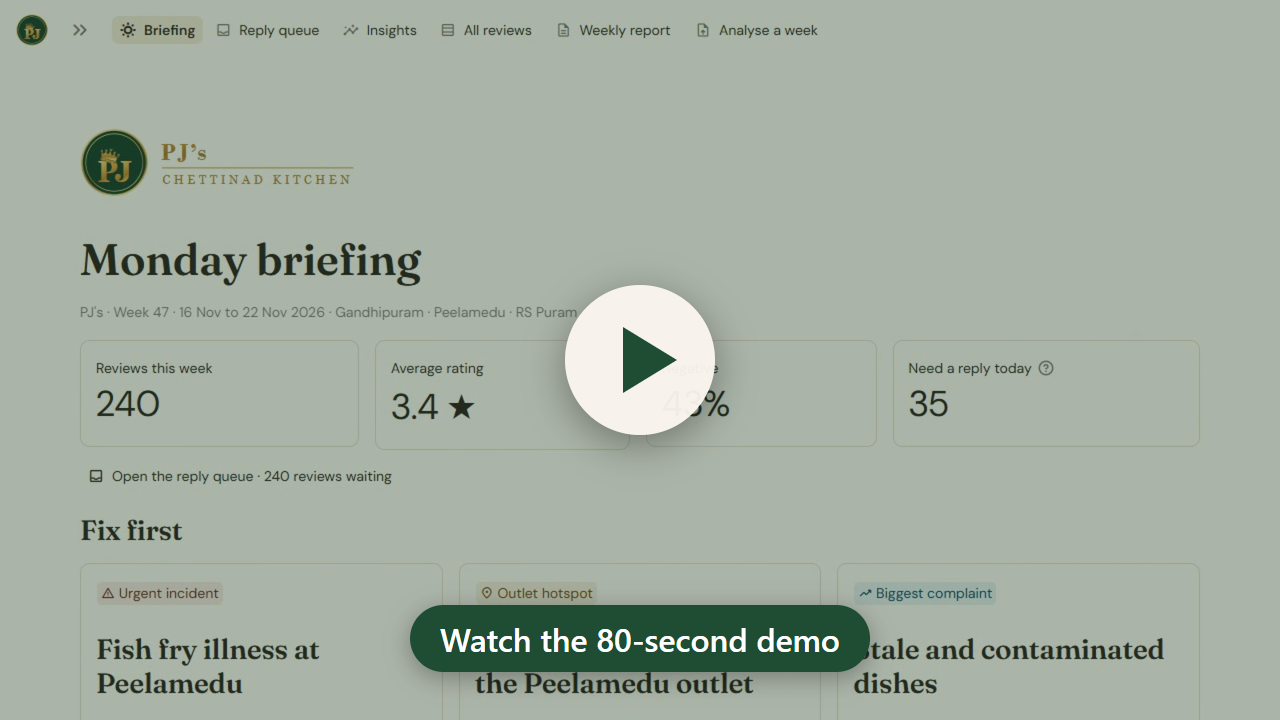 PJ
Briefing
Reply queue
Insights
All reviews
Weekly report
Analyse a week
PJ
PJ's
CHETTINAD KITCHEN
Monday briefing
PJ's · Week 47 · 16 Nov to 22 Nov 2026 · Gandhipuram · Peelamedu · RS Puram
Reviews this week
240
Average rating
3.4 ★
43%
Need a reply today
35
Open the reply queue · 240 reviews waiting
Fix first
Urgent incident
Fish fry illness at
Peelamedu
Outlet hotspot
the Peelamedu outlet
Biggest complaint
Stale and contaminated
dishes
Watch the 80-second demo